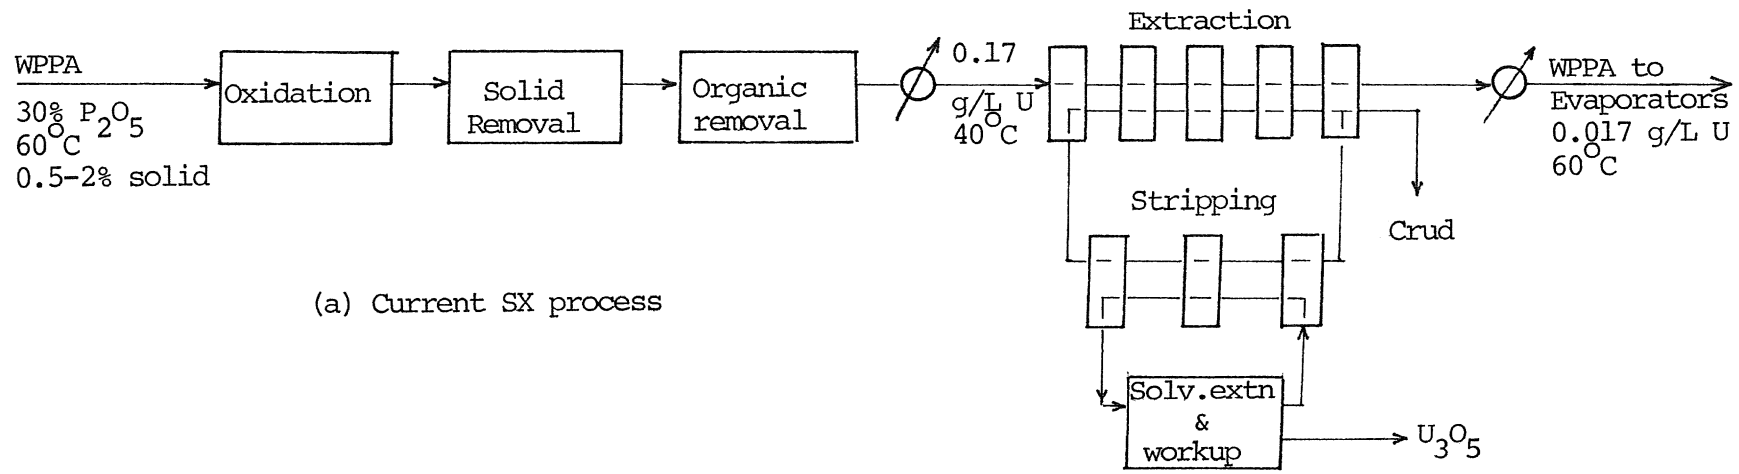 Extraction
WPPA
30% P₂O₅
60°C
0.5-2% solid
Oxidation
Solid
Removal
Organic
removal
0.17
g/L U
40°C
WPPA to
Evaporators
0.017 g/L U
60°C
Crud
Stripping
(a) Current SX process
Solv.extn
&
workup
U₃O₅